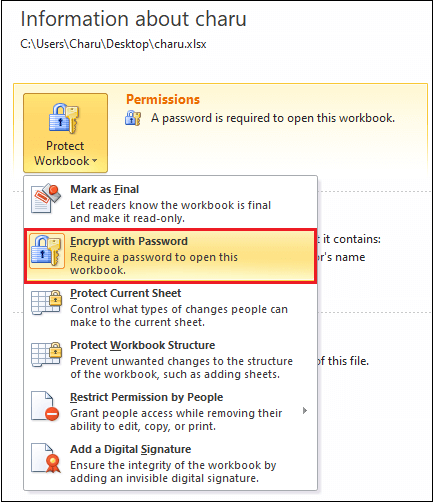 Information about charu
C:\Users\Charu\Desktop\charu.xlsx
Permissions
A password is required to open this workbook.
Protect
Workbook
Mark as Final
Let readers know the workbook is final
and make it read-only.
Encrypt with Password
Require a password to open this
workbook.
it contains:
or's name
Protect Current Sheet
Control what types of changes people can
make to the current sheet.
Protect Workbook Structure
Prevent unwanted changes to the structure
of the workbook, such as adding sheets.
of this file.
Restrict Permission by People
Grant people access while removing their
ability to edit, copy, or print.
Add a Digital Signature
Ensure the integrity of the workbook by
adding an invisible digital signature.